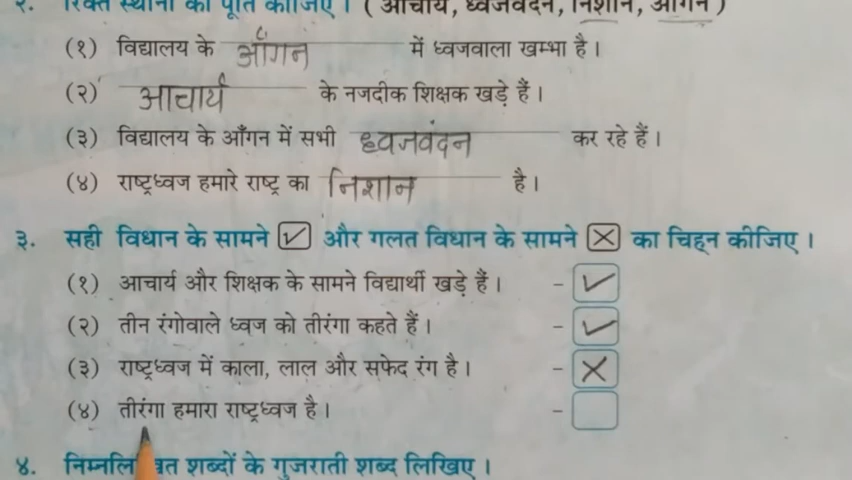 २. रिक्त स्थानों की पूर्ति कीजिए। (आचार्य, ध्वजवंदन, निशान, आँगन)
(१) विद्यालय के आँगन में ध्वजवाला खम्भा है।
(२) आचार्य के नजदीक शिक्षक खड़े हैं।
(३) विद्यालय के आँगन में सभी ध्वजवंदन कर रहे हैं।
(४) राष्ट्रध्वज हमारे राष्ट्र का निशान है।
३. सही विधान के सामने ✓ और गलत विधान के सामने ✗ का चिह्न कीजिए।
(१) आचार्य और शिक्षक के सामने विद्यार्थी खड़े हैं। - ✓
(२) तीन रंगोवाले ध्वज को तीरंगा कहते हैं। - ✓
(३) राष्ट्रध्वज में काला, लाल और सफेद रंग है। - ✗
(४) तीरंगा हमारा राष्ट्रध्वज है। -
४. शब्दों के गुजराती शब्द लिखिए।